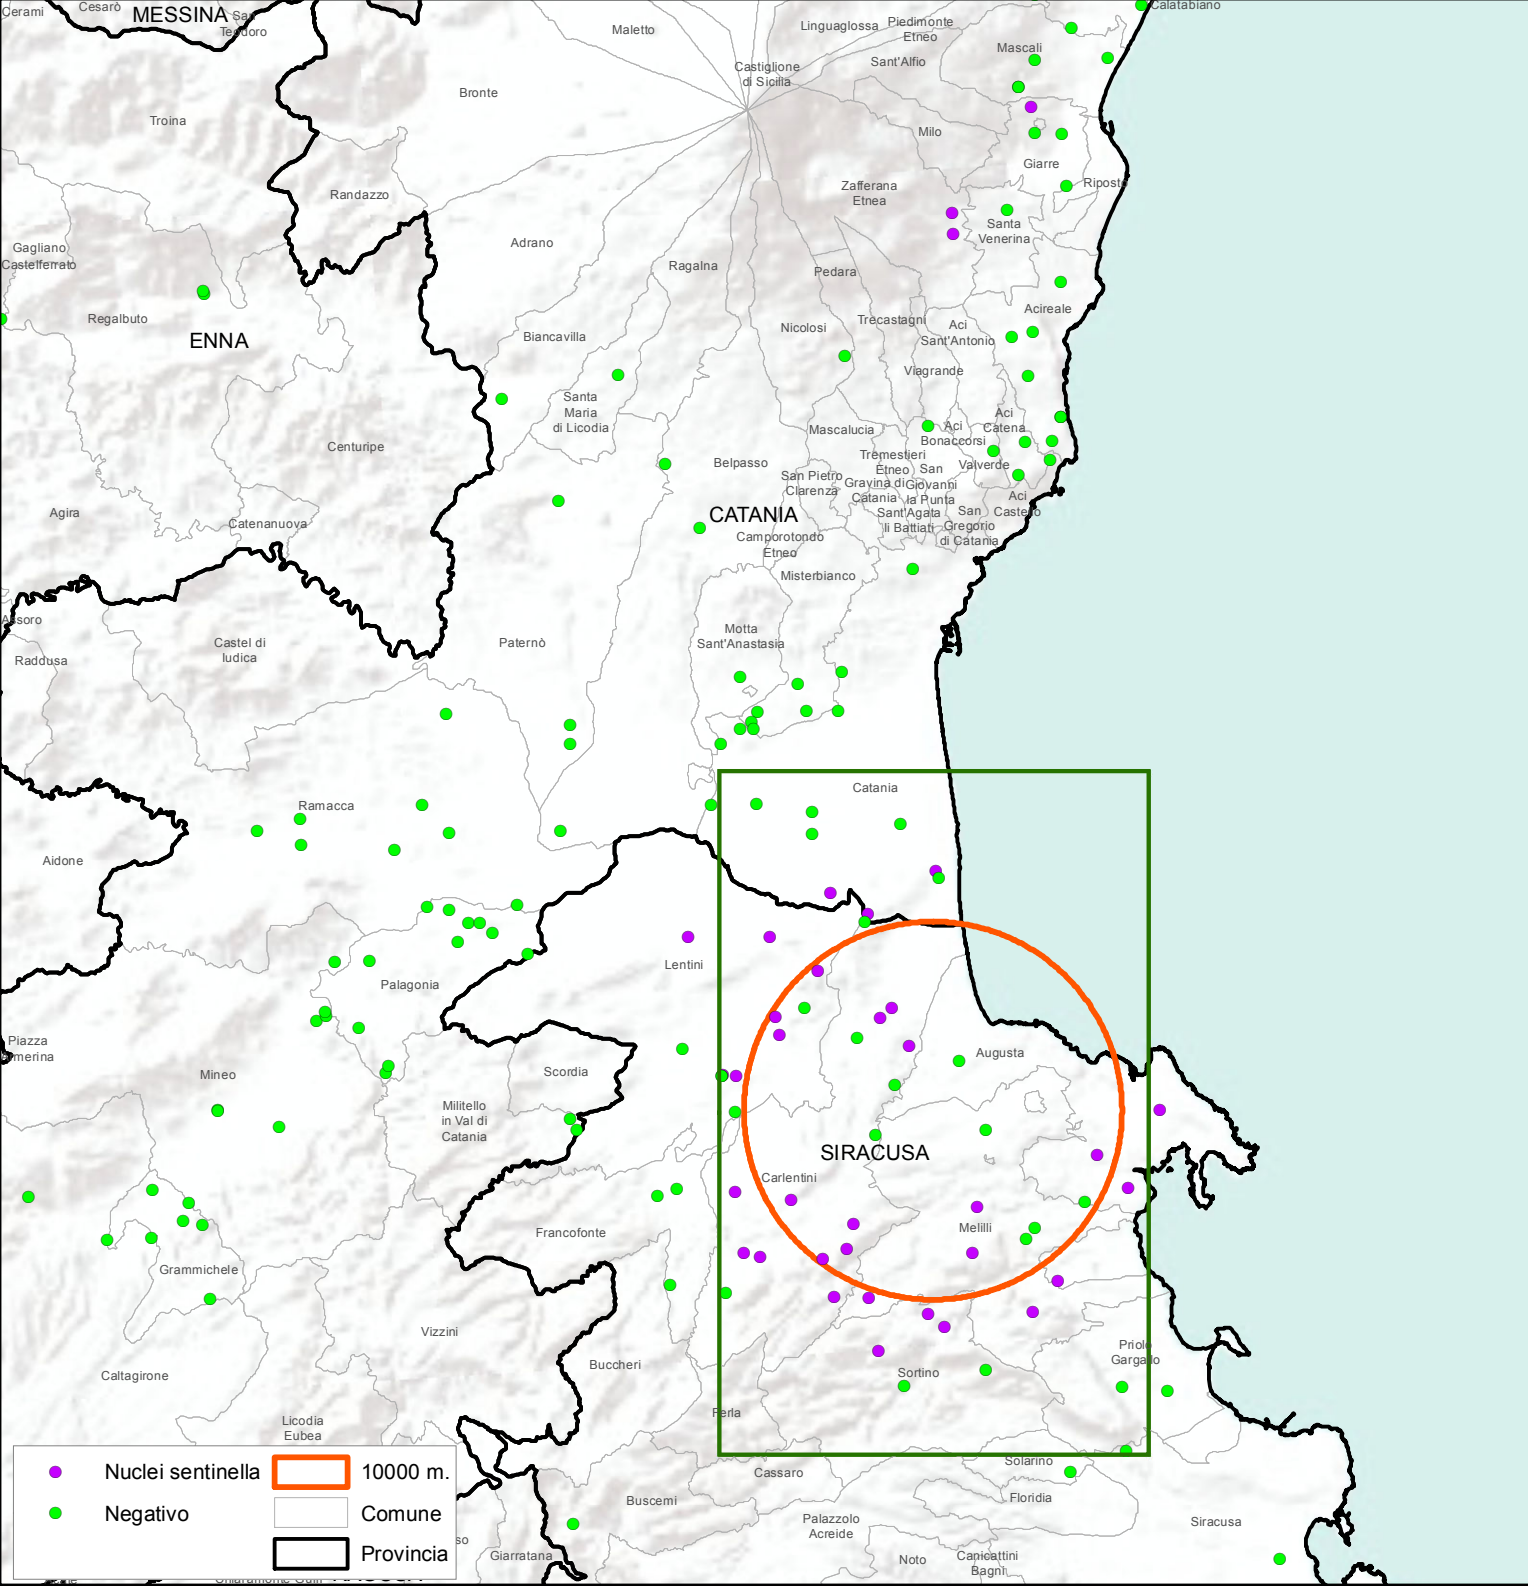 Cerami
Cesarò
MESSINA
San
Teodoro
Maletto
Linguaglossa
Piedimonte
Etneo
Calatabiano
Mascali
Sant'Alfio
Castiglione
di Sicilia
Bronte
Troina
Milo
Giarre
Riposto
Randazzo
Zafferana
Etnea
Santa
Venerina
Gagliano
Castelferrato
Adrano
Ragalna
Pedara
Regalbuto
ENNA
Biancavilla
Nicolosi
Trecastagni
Aci
Sant'Antonio
Acireale
Viagrande
Santa
Maria
di Licodia
Centuripe
Mascalucia
Aci
Bonaccorsi
Aci
Catena
Belpasso
Tremestieri
Etneo
San Pietro
Clarenza
Gravina di
Catania
San
Giovanni
la Punta
Valverde
Agira
Catenanuova
CATANIA
Sant'Agata
li Battiati
San
Gregorio
di Catania
Aci
Castello
Camporotondo
Etneo
Misterbianco
Assoro
Raddusa
Castel di
Iudica
Paternò
Motta
Sant'Anastasia
Catania
Ramacca
Aidone
Lentini
Palagonia
Piazza
Armerina
Mineo
Scordia
Militello
in Val di
Catania
Augusta
SIRACUSA
Carlentini
Francofonte
Melilli
Grammichele
Vizzini
Buccheri
Caltagirone
Sortino
Priolo
Gargallo
Licodia
Eubea
Ferla
Solarino
Cassaro
Buscemi
Floridia
Palazzolo
Acreide
Siracusa
Giarratana
Noto
Canicattini
Bagni
Nuclei sentinella
10000 m.
Negativo
Comune
Provincia